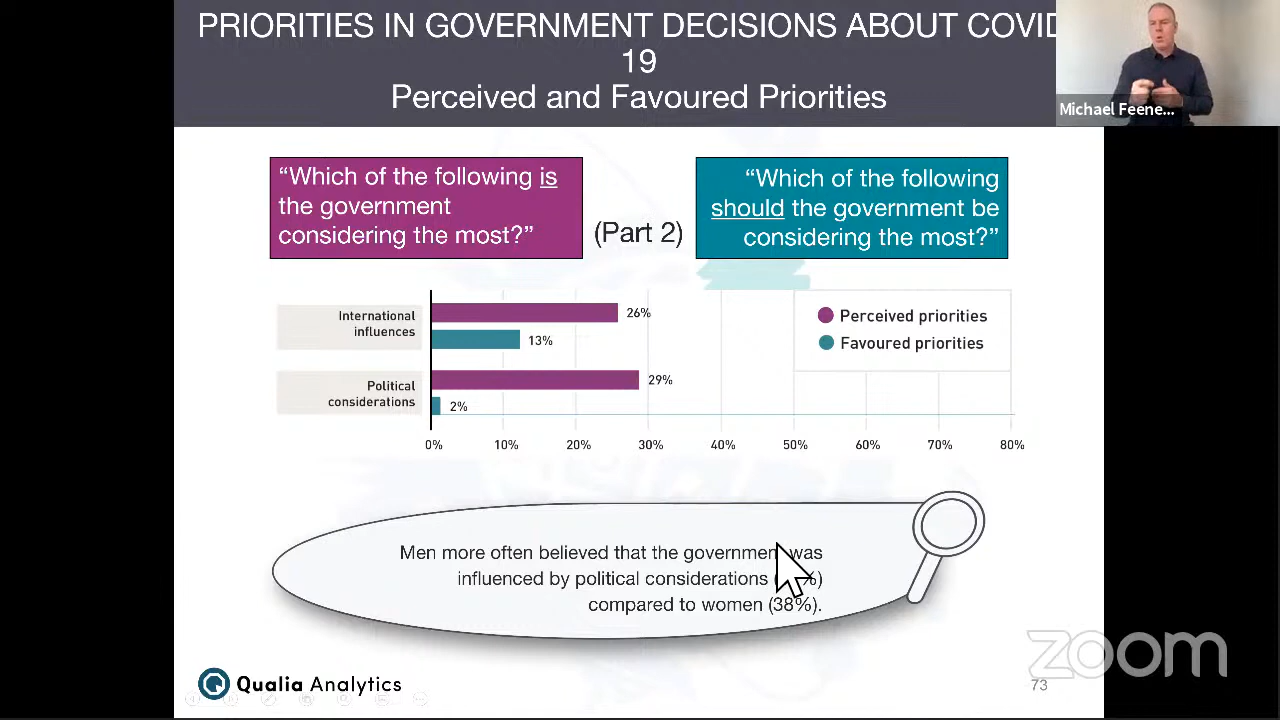 PRIORITIES IN GOVERNMENT DECISIONS ABOUT COVID
19
Perceived and Favoured Priorities
Michael Feene...
"Which of the following is
the government
considering the most?"
(Part 2)
"Which of the following
should the government be
considering the most?"
International
influences
26%
13%
Perceived priorities
Favoured priorities
Political
considerations
29%
2%
0% 10% 20% 30% 40% 50% 60% 70% 80%
Men more often believed that the government was
influenced by political considerations
compared to women (38%).
Qualia Analytics
zoom
73